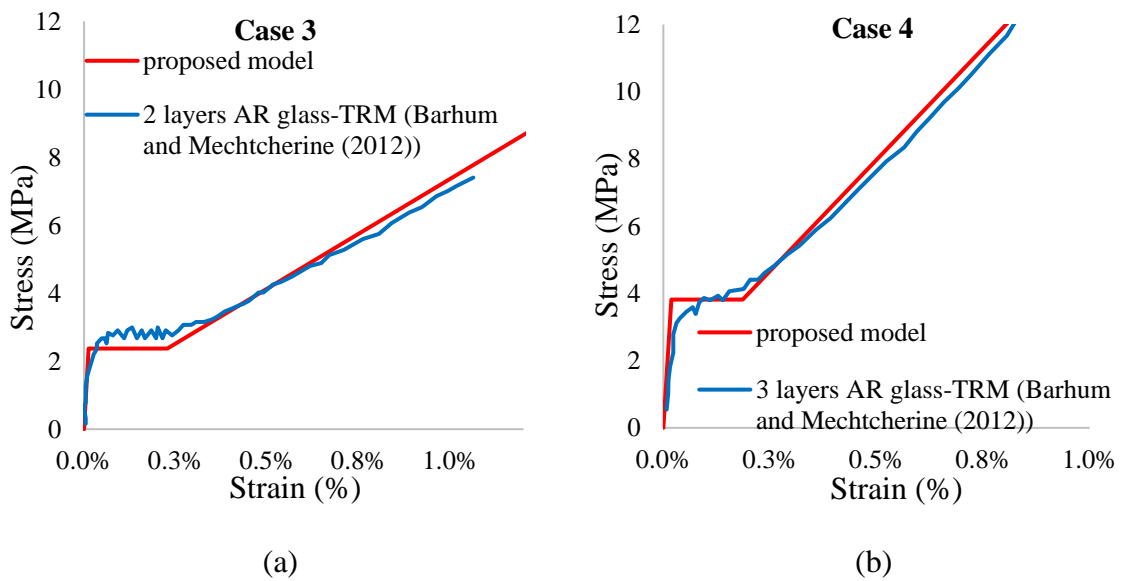 Case 3
12
10
8
6
4
2
0
Stress (MPa)
proposed model
2 layers AR glass-TRM (Barhum
and Mechtcherine (2012))
0.0% 0.3% 0.5% 0.8% 1.0%
Strain (%)
(a)
Case 4
12
10
8
6
4
2
0
Stress (MPa)
proposed model
3 layers AR glass-TRM (Barhum
and Mechtcherine (2012))
0.0% 0.3% 0.5% 0.8% 1.0%
Strain (%)
(b)